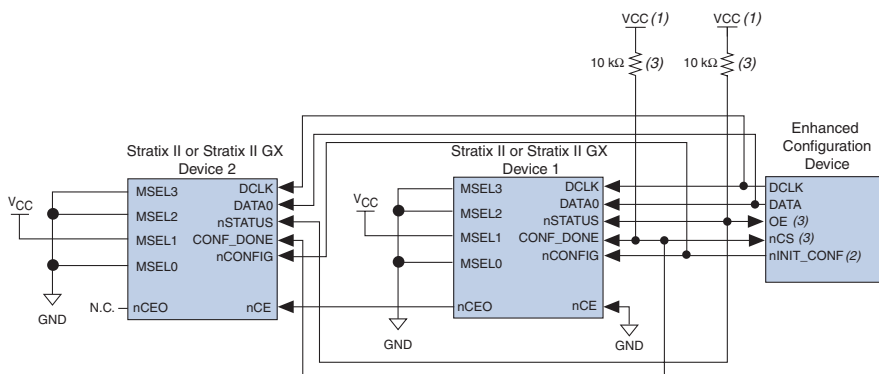 VCC (1)
VCC (1)
10 kΩ
(3)
10 kΩ
(3)
Enhanced
Configuration
Device
Stratix II or Stratix II GX
Device 2
Stratix II or Stratix II GX
Device 1
VCC
MSEL3
MSEL2
MSEL1
MSEL0
DCLK
DATA0
nSTATUS
CONF_DONE
nCONFIG
N.C.
nCEO
nCE
GND
VCC
MSEL3
MSEL2
MSEL1
MSEL0
DCLK
DATA0
nSTATUS
CONF_DONE
nCONFIG
nCEO
nCE
GND
GND
DCLK
DATA
OE (3)
nCS (3)
nINIT_CONF (2)